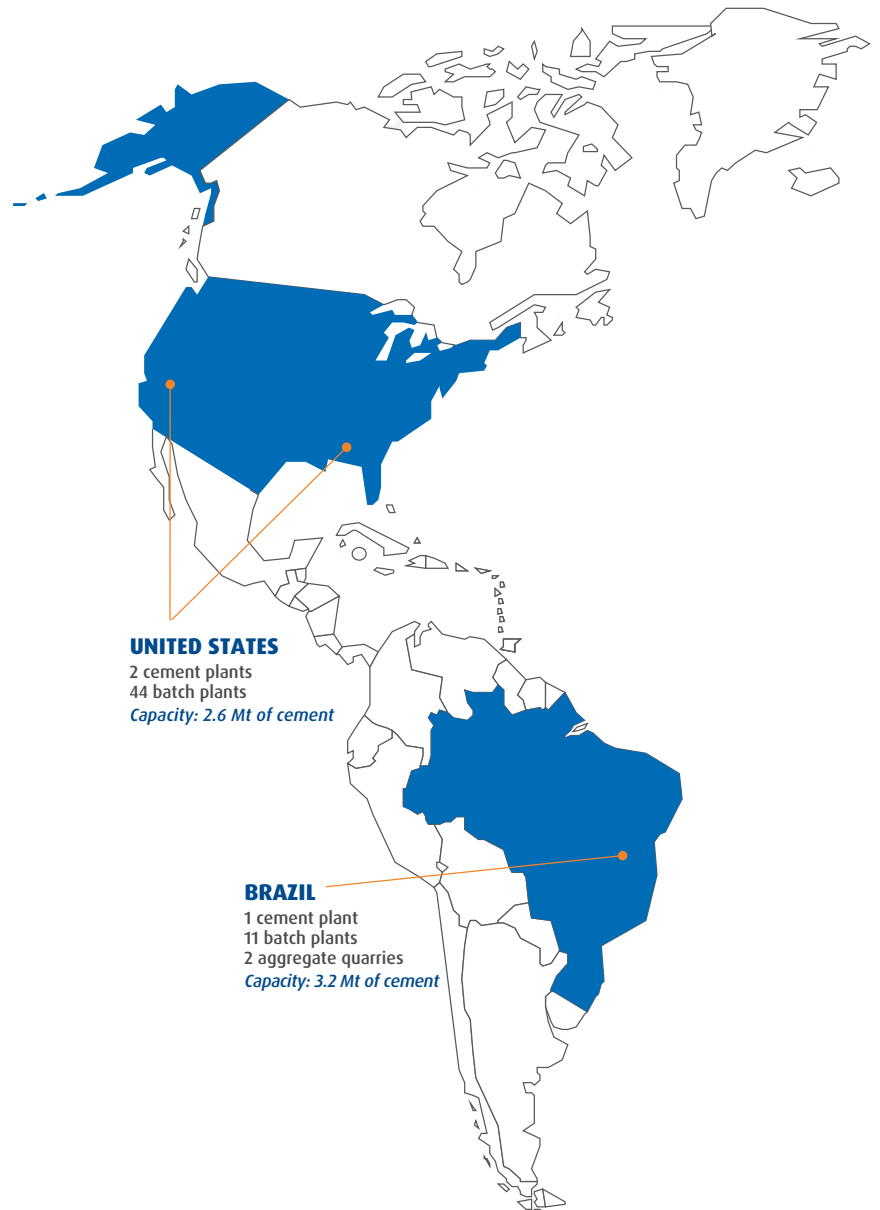 UNITED STATES
2 cement plants
44 batch plants
Capacity: 2.6 Mt of cement
BRAZIL
1 cement plant
11 batch plants
2 aggregate quarries
Capacity: 3.2 Mt of cement